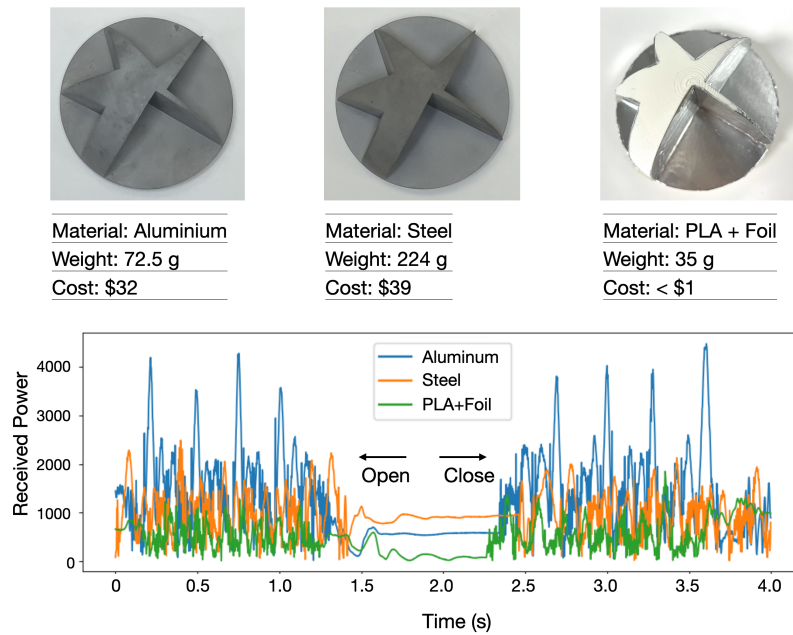 Material: Aluminium
Weight: 72.5 g
Cost: $32
Material: Steel
Weight: 224 g
Cost: $39
Material: PLA + Foil
Weight: 35 g
Cost: < $1
Received Power
4000
3000
2000
1000
0
Aluminum
Steel
PLA+Foil
Open
Close
0
0.5
1.0
1.5
2.0
2.5
3.0
3.5
4.0
Time (s)